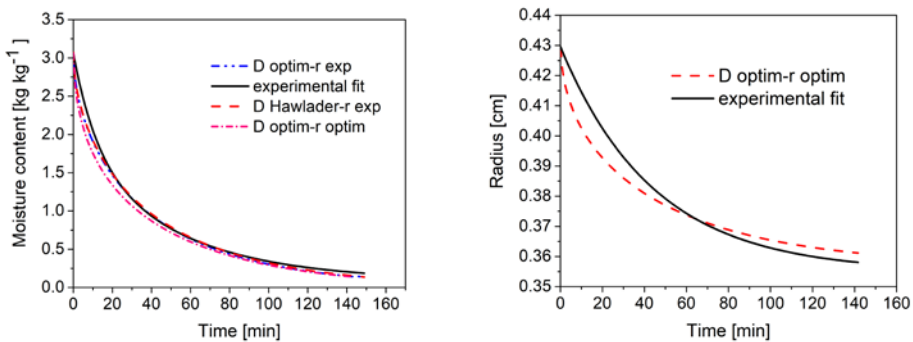 3.5
3.0
2.5
2.0
1.5
1.0
0.5
0.0
Moisture content [kg kg⁻¹]
D optim-r exp
experimental fit
D Hawlader-r exp
D optim-r optim
0 20 40 60 80 100 120 140 160
Time [min]
0.44
0.43
0.42
0.41
0.40
0.39
0.38
0.37
0.36
0.35
Radius [cm]
D optim-r optim
experimental fit
0 20 40 60 80 100 120 140
Time [min]